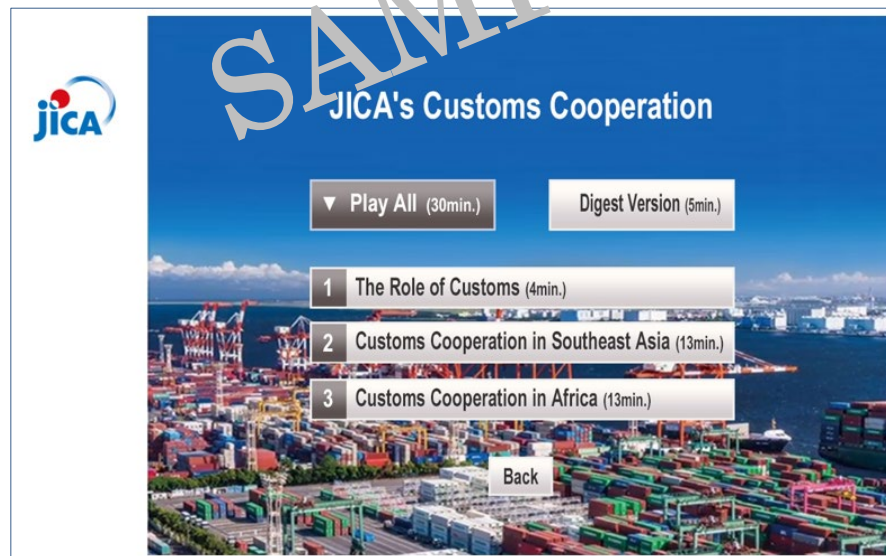 SAM
jica
JICA's Customs Cooperation
▼ Play All (30min.)
Digest Version (5min.)
1 The Role of Customs (4min.)
2 Customs Cooperation in Southeast Asia (13min.)
3 Customs Cooperation in Africa (13min.)
Back